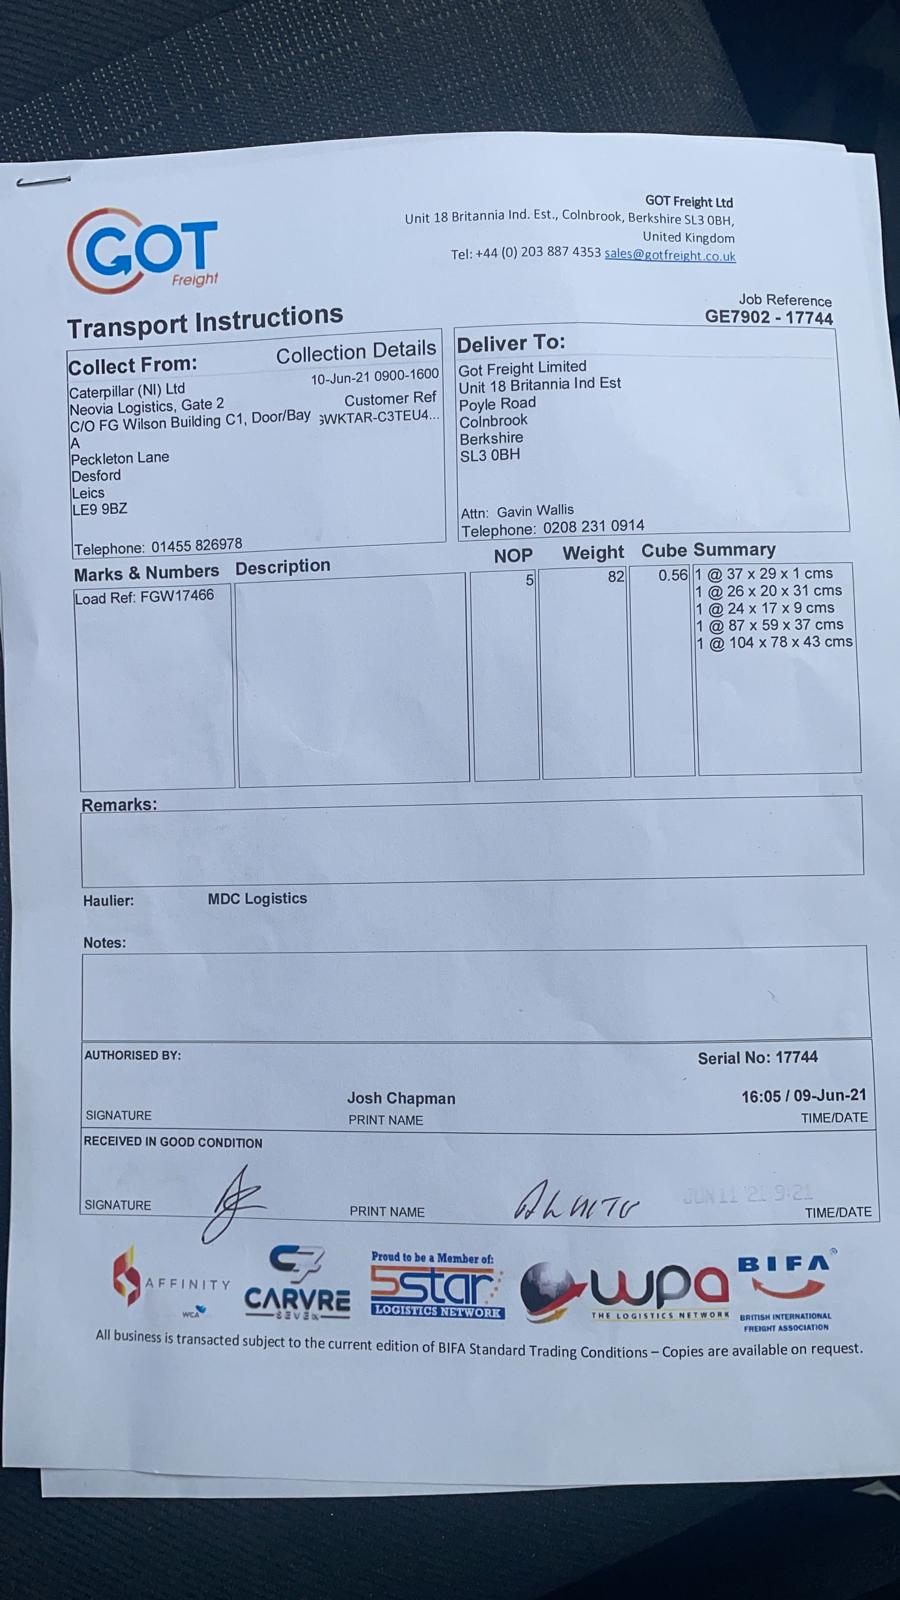 GOT Freight Ltd
Unit 18 Britannia Ind. Est., Colnbrook, Berkshire SL3 0BH,
United Kingdom
Tel: +44 (0) 203 887 4353 sales@gotfreight.co.uk
GOT
Freight
Job Reference
GE7902 - 17744
Transport Instructions
Collect From: Collection Details
10-Jun-21 0900-1600
Customer Ref
3WKTAR-C3TEU4...
Caterpillar (NI) Ltd
Neovia Logistics, Gate 2
C/O FG Wilson Building C1, Door/Bay
A
Peckleton Lane
Desford
Leics
LE9 9BZ
Telephone: 01455 826978
Deliver To:
Got Freight Limited
Unit 18 Britannia Ind Est
Poyle Road
Colnbrook
Berkshire
SL3 0BH
Attn: Gavin Wallis
Telephone: 0208 231 0914
Marks & Numbers Description NOP Weight Cube Summary
Load Ref: FGW17466 5 82 0.56 1 @ 37 x 29 x 1 cms
1 @ 26 x 20 x 31 cms
1 @ 24 x 17 x 9 cms
1 @ 87 x 59 x 37 cms
1 @ 104 x 78 x 43 cms
Remarks:
Haulier: MDC Logistics
Notes:
AUTHORISED BY: Serial No: 17744
Josh Chapman 16:05 / 09-Jun-21
SIGNATURE PRINT NAME TIME/DATE
RECEIVED IN GOOD CONDITION
JUN 11 '21 9:21
SIGNATURE PRINT NAME TIME/DATE
AFFINITY
WCA
CARVRE
SEVEN
Proud to be a Member of:
5star
LOGISTICS NETWORK
wpa
THE LOGISTICS NETWORK
BIFA
BRITISH INTERNATIONAL
FREIGHT ASSOCIATION
All business is transacted subject to the current edition of BIFA Standard Trading Conditions – Copies are available on request.